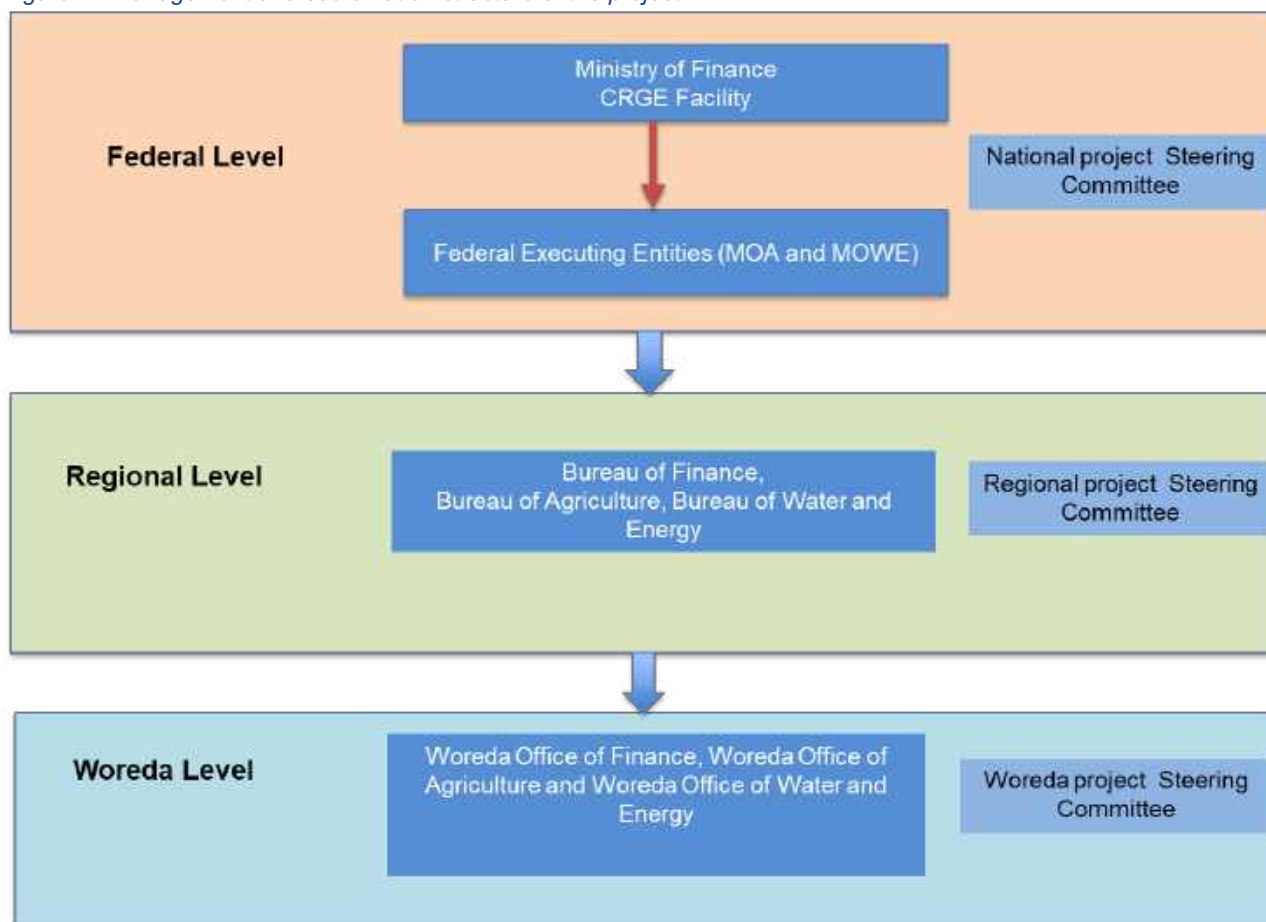 project
Ministry of Finance
CRGE Facility
Federal Level
National project Steering
Committee
Federal Executing Entities (MOA and MOWE)
Regional Level
Bureau of Finance,
Bureau of Agriculture, Bureau of Water and
Energy
Regional project Steering
Committee
Woreda Level
Woreda Office of Finance, Woreda Office of
Agriculture and Woreda Office of Water and
Energy
Woreda project Steering
Committee